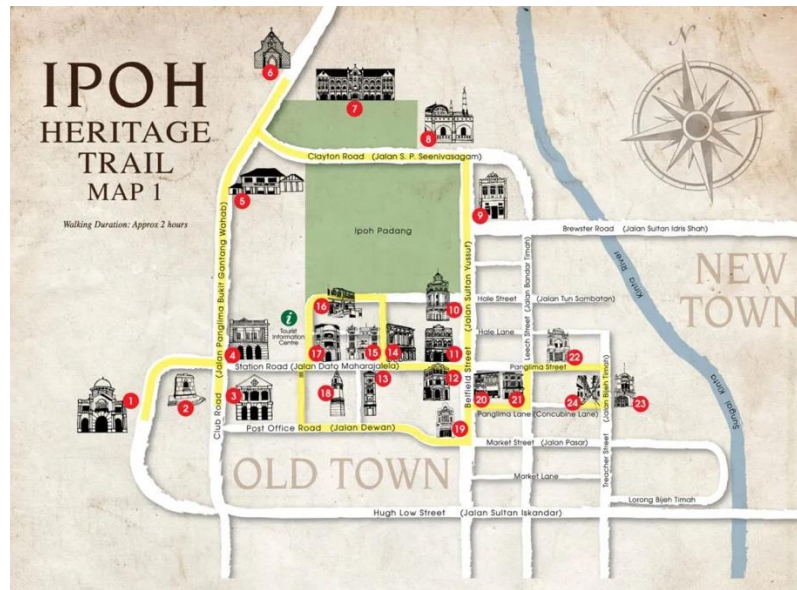 IPOH
HERITAGE
TRAIL
MAP 1
Walking Duration: Approx 2 hours
N
6
7
8
Clayton Road (Jalan S. P. Seenivasagam)
5
9
Club Road (Jalan Panglima Bukit Gantang Wahab)
Ipoh Padang
Belfield Street (Jalan Sultan Yussuf)
Brewster Road (Jalan Sultan Idris Shah)
Leech Street (Jalan Bandar Timah)
Kinta River
NEW
TOWN
Hale Street (Jalan Tun Sambatan)
16
10
i
Tourist
Information
Centre
Hale Lane
4
17
15
14
11
22
Station Road (Jalan Dato Maharajalela)
Panglima Street
1
2
3
18
13
12
20
21
24
23
Treacher Street (Jalan Bijeh Timah)
Panglima Lane (Concubine Lane)
Post Office Road (Jalan Dewan)
19
Market Street (Jalan Pasar)
Sungai Kinta
OLD TOWN
Market Lane
Lorong Bijeh Timah
Hugh Low Street (Jalan Sultan Iskandar)